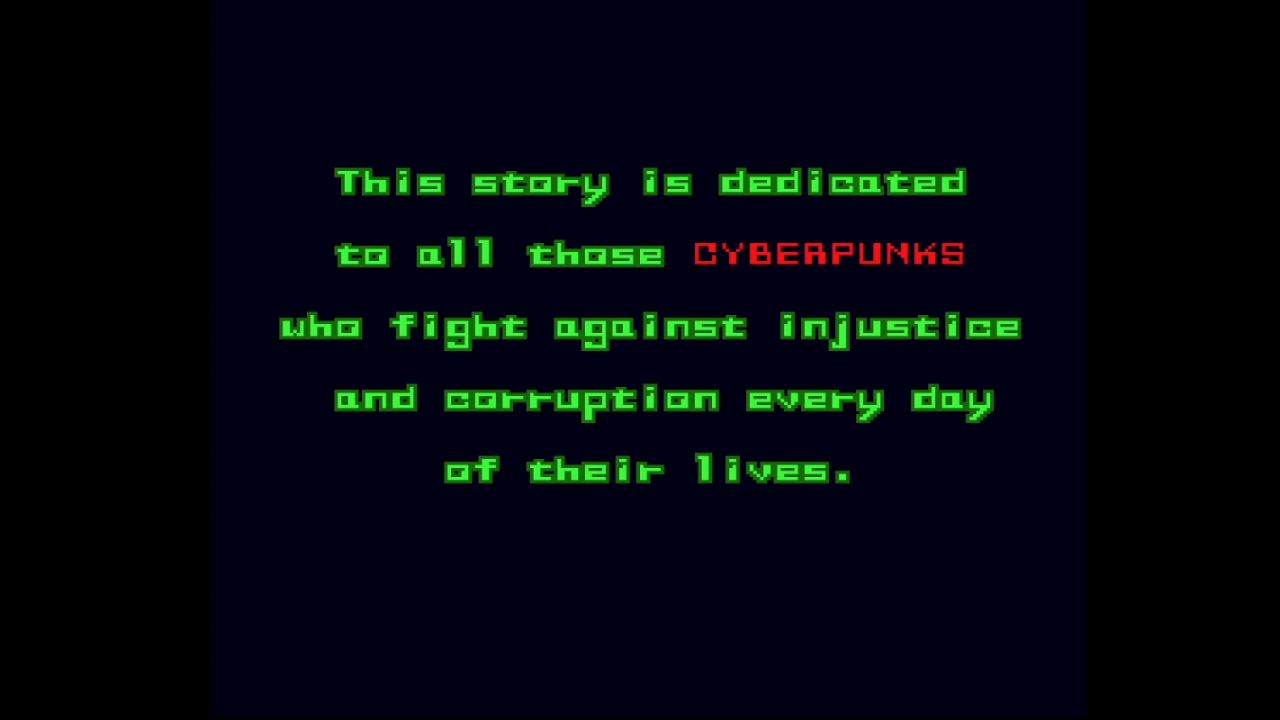 This story is dedicated
to all those CYBERPUNKS
who fight against injustice
and corruption every day
of their lives.